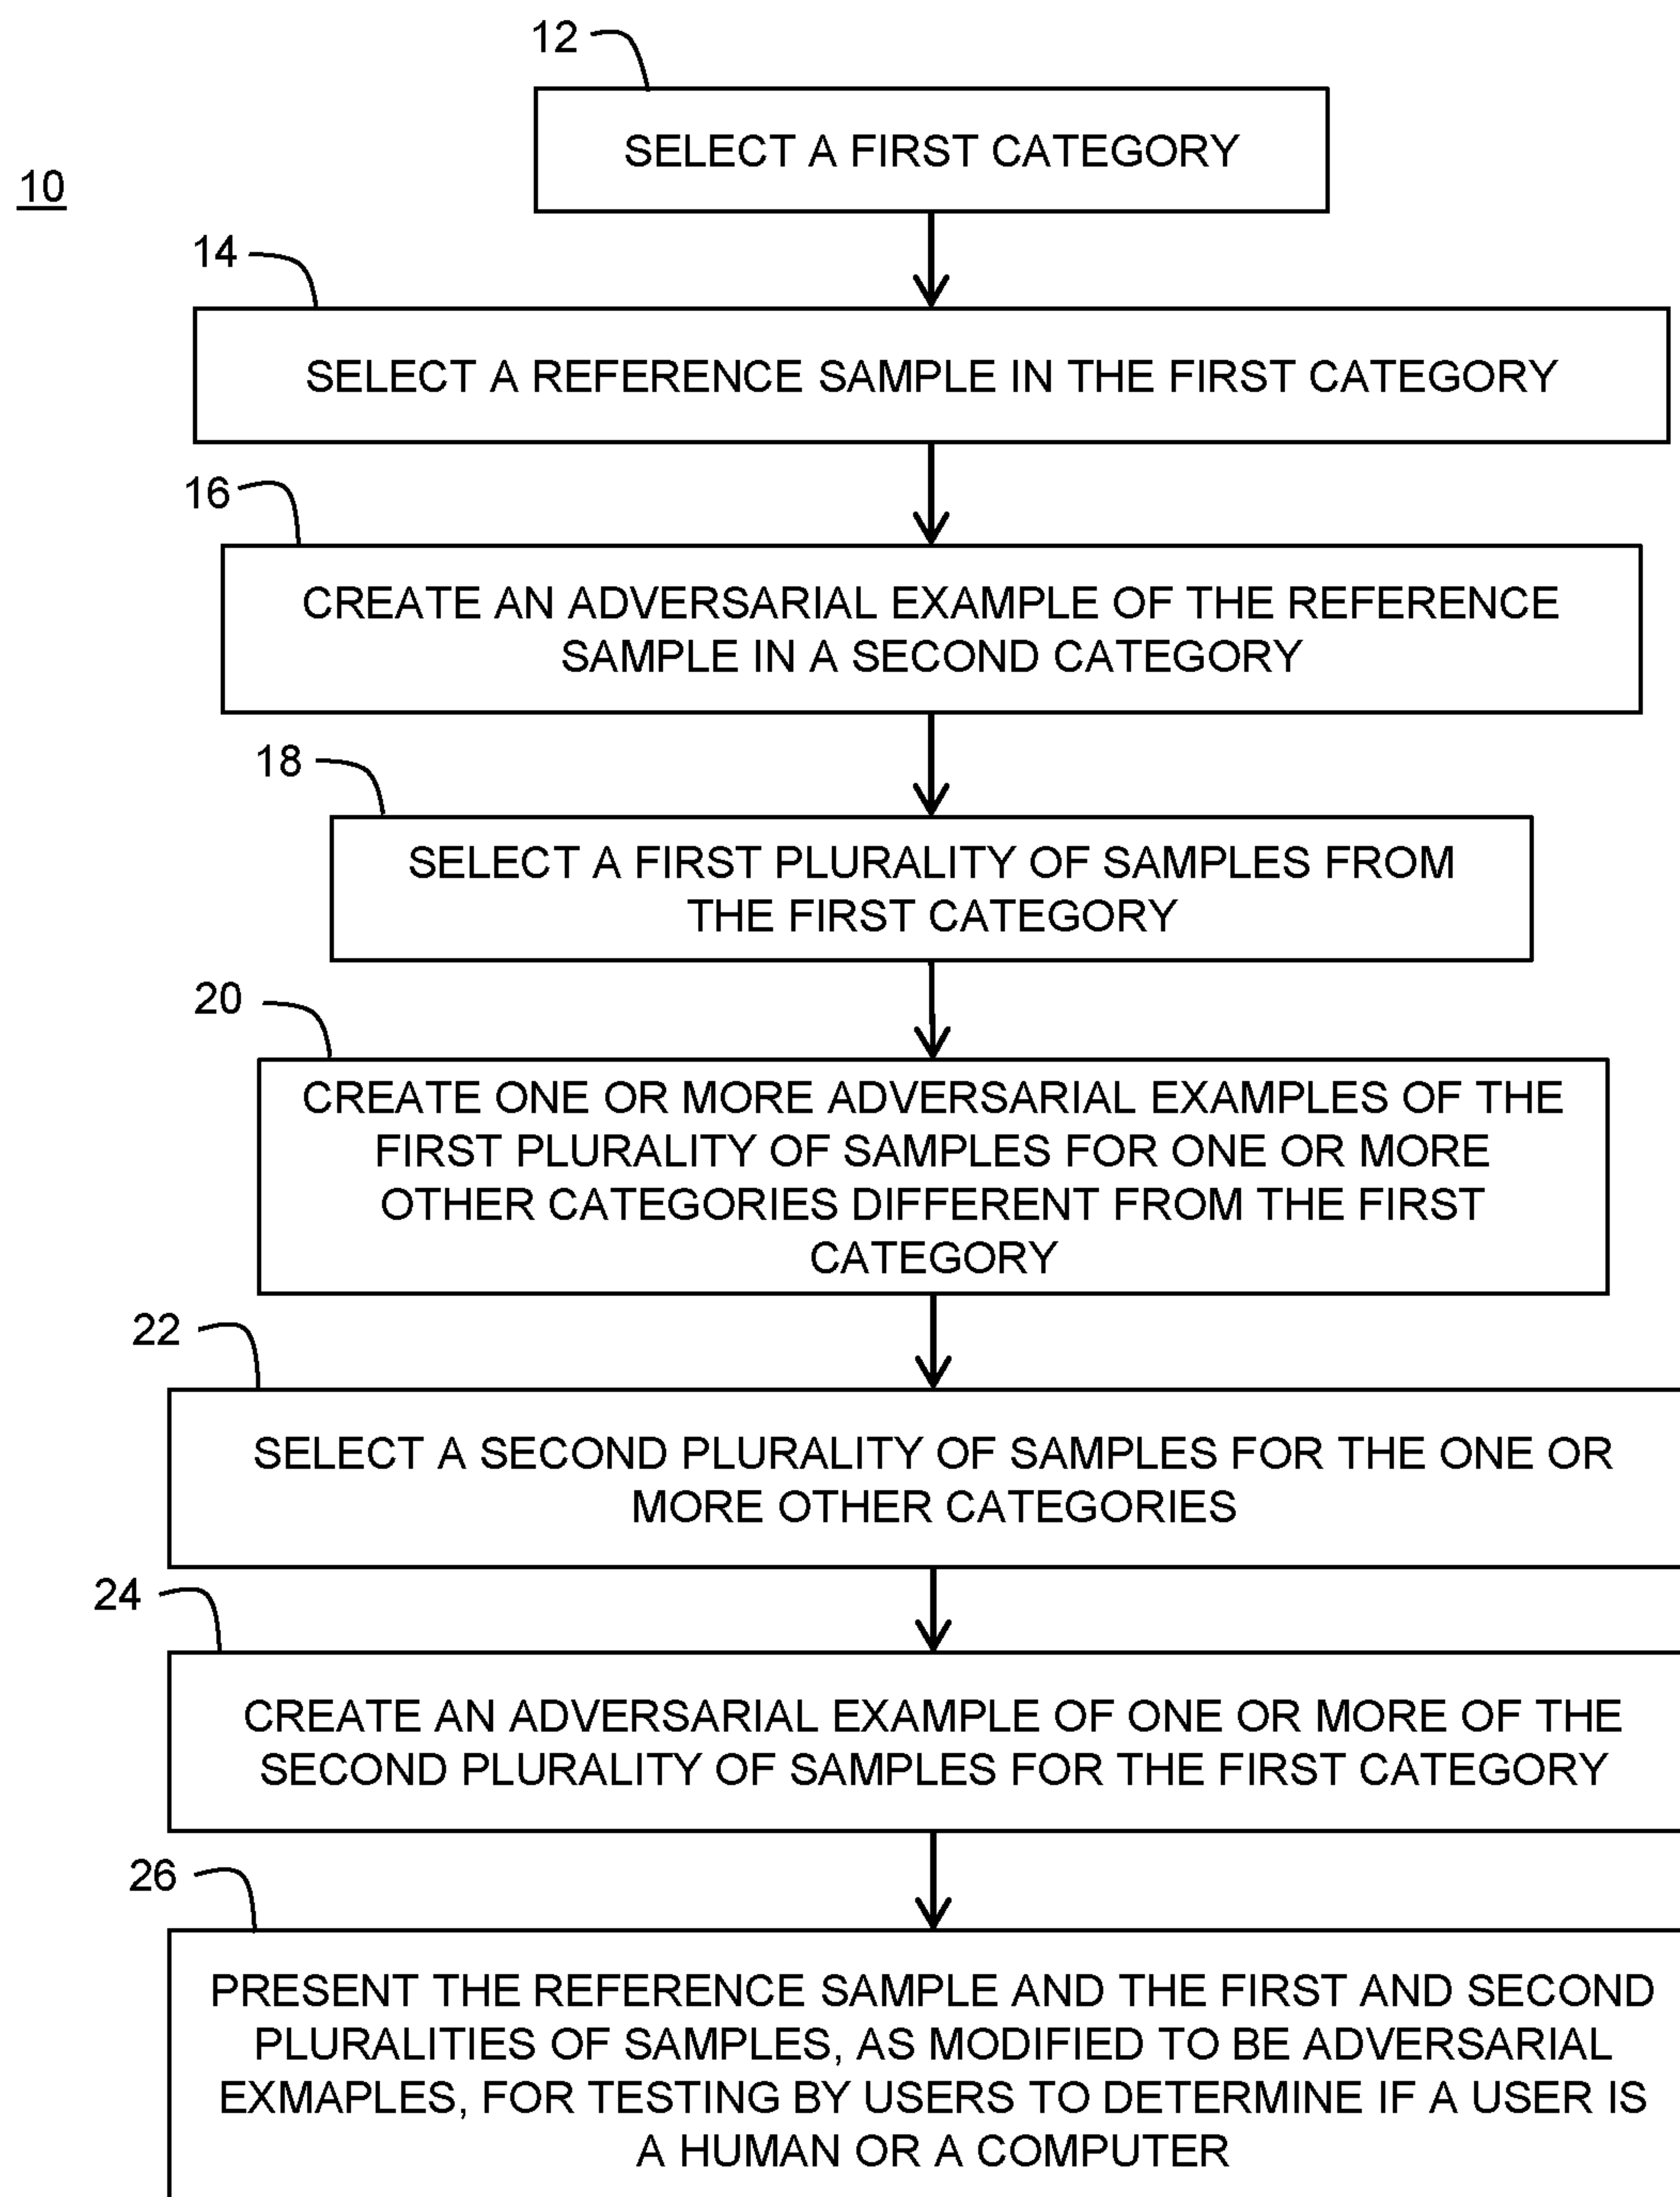 12
SELECT A FIRST CATEGORY
10
14
SELECT A REFERENCE SAMPLE IN THE FIRST CATEGORY
16
CREATE AN ADVERSARIAL EXAMPLE OF THE REFERENCE
SAMPLE IN A SECOND CATEGORY
18
SELECT A FIRST PLURALITY OF SAMPLES FROM
THE FIRST CATEGORY
20
CREATE ONE OR MORE ADVERSARIAL EXAMPLES OF THE
FIRST PLURALITY OF SAMPLES FOR ONE OR MORE
OTHER CATEGORIES DIFFERENT FROM THE FIRST
CATEGORY
22
SELECT A SECOND PLURALITY OF SAMPLES FOR THE ONE OR
MORE OTHER CATEGORIES
24
CREATE AN ADVERSARIAL EXAMPLE OF ONE OR MORE OF THE
SECOND PLURALITY OF SAMPLES FOR THE FIRST CATEGORY
26
PRESENT THE REFERENCE SAMPLE AND THE FIRST AND SECOND
PLURALITIES OF SAMPLES, AS MODIFIED TO BE ADVERSARIAL
EXMAPLES, FOR TESTING BY USERS TO DETERMINE IF A USER IS
A HUMAN OR A COMPUTER